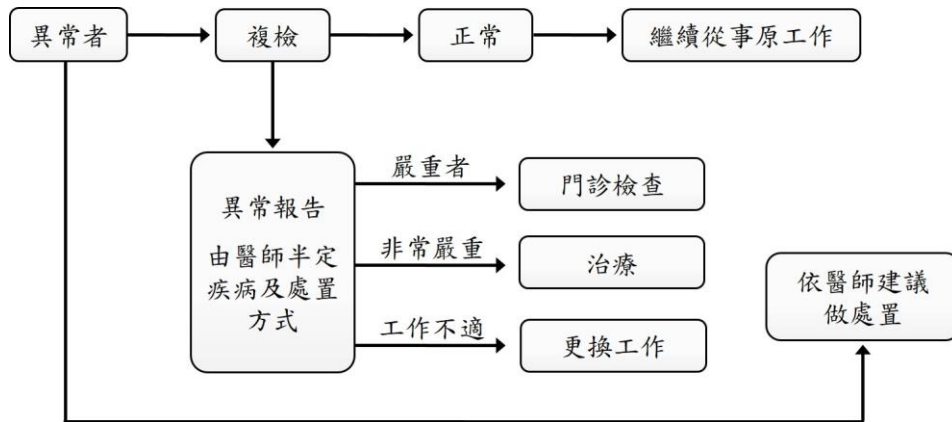 異常者
複檢
正常
繼續從事原工作
異常報告
由醫師半定
疾病及處置
方式
嚴重者
門診檢查
非常嚴重
治療
工作不適
更換工作
依醫師建議
做處置